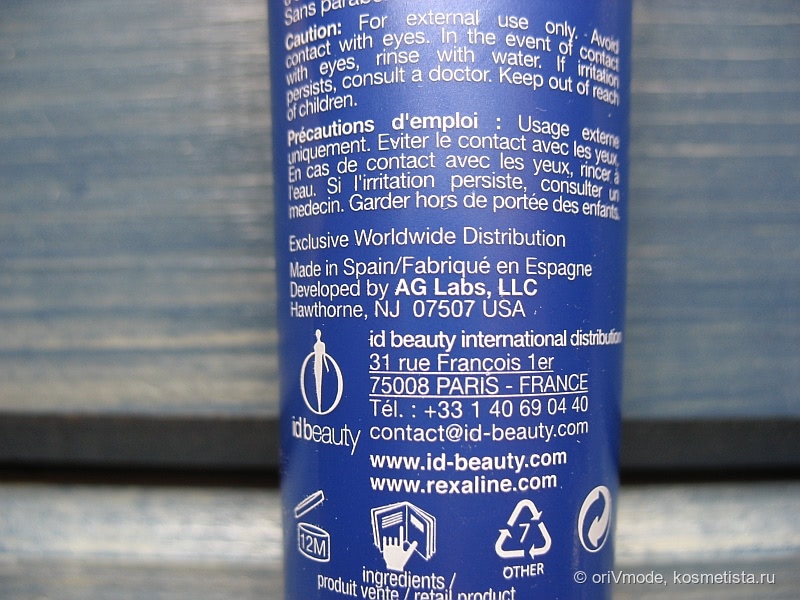 Sans parabe
Caution: For external use only. Avoid
contact with eyes. In the event of contact
with eyes, rinse with water. If irritation
persists, consult a doctor. Keep out of reach
of children.
Précautions d'emploi : Usage externe
uniquement. Eviter le contact avec les yeux.
En cas de contact avec les yeux, rincer à
l'eau. Si l'irritation persiste, consulter un
medecin. Garder hors de portée des enfants.
Exclusive Worldwide Distribution
Made in Spain/Fabriqué en Espagne
Developed by AG Labs, LLC
Hawthorne, NJ 07507 USA
id beauty
id beauty international distribution
31 rue François 1er
75008 PARIS - FRANCE
Tél. : +33 1 40 69 04 40
contact@id-beauty.com
www.id-beauty.com
www.rexaline.com
12M
7
OTHER
ingredients /
produit vente / retail product
© oriVmode, kosmetista.ru